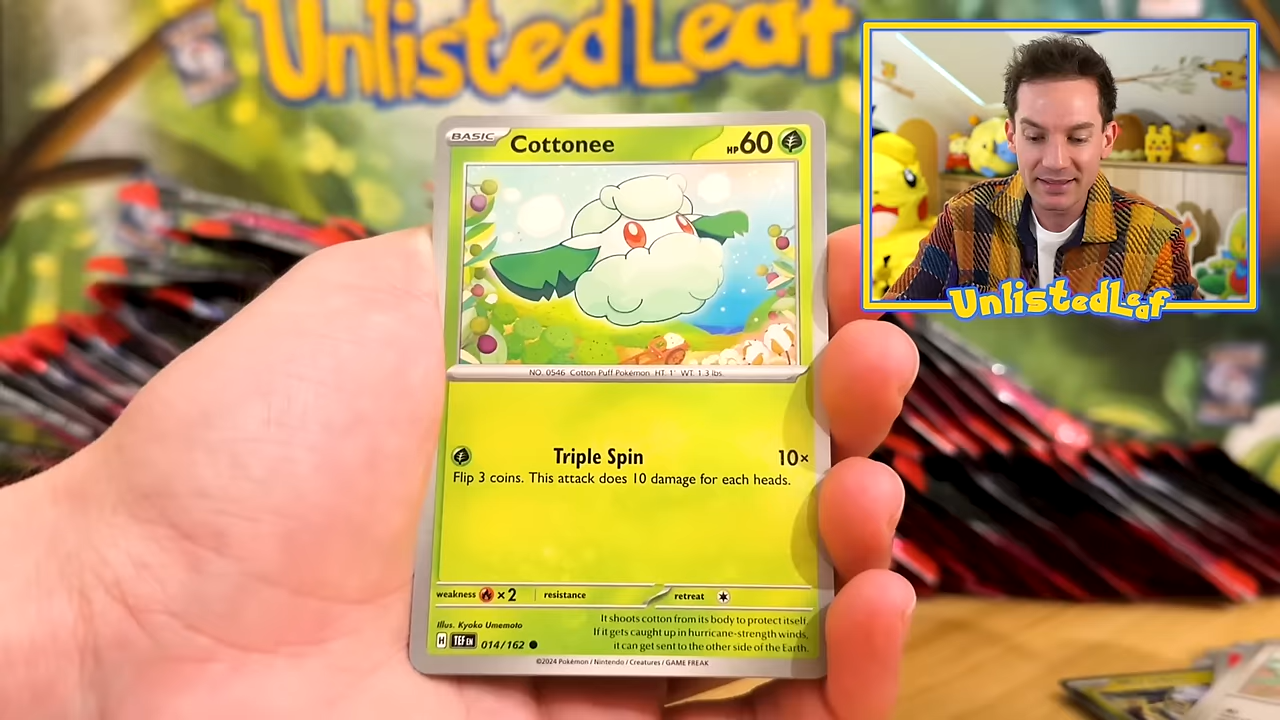 UnlistedLeaf
BASIC Cottonee HP 60
NO. 0546 Cotton Puff Pokémon HT. 1' WT. 1.3 lbs.
Triple Spin 10×
Flip 3 coins. This attack does 10 damage for each heads.
weakness ×2 resistance retreat
Illus. Kyoko Umemoto
H TEF EN 014/162
It shoots cotton from its body to protect itself.
If it gets caught up in hurricane-strength winds,
it can get sent to the other side of the Earth.
©2024 Pokémon / Nintendo / Creatures / GAME FREAK
UnlistedLeaf